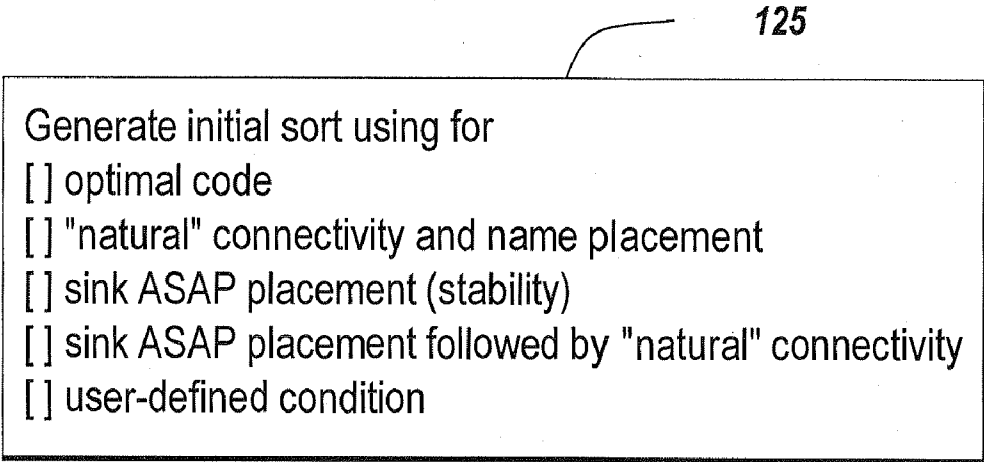 125
Generate initial sort using for
[ ] optimal code
[ ] "natural" connectivity and name placement
[ ] sink ASAP placement (stability)
[ ] sink ASAP placement followed by "natural" connectivity
[ ] user-defined condition